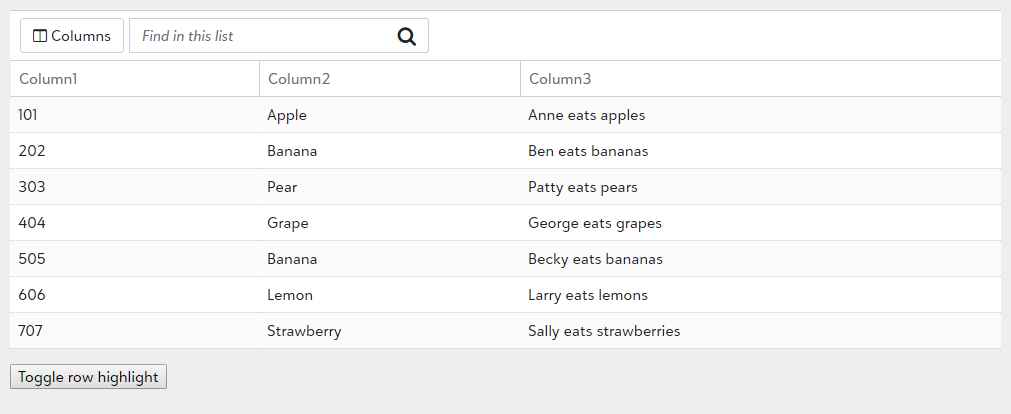 Columns Find in this list
Column1 Column2 Column3
101 Apple Anne eats apples
202 Banana Ben eats bananas
303 Pear Patty eats pears
404 Grape George eats grapes
505 Banana Becky eats bananas
606 Lemon Larry eats lemons
707 Strawberry Sally eats strawberries
Toggle row highlight